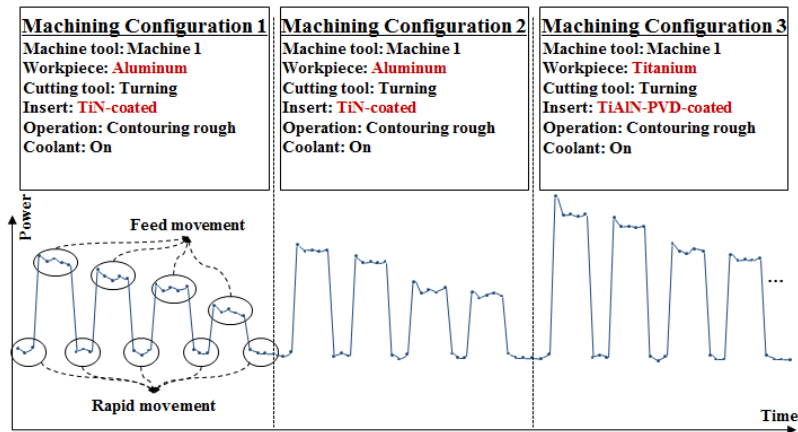 Machining Configuration 1
Machine tool: Machine 1
Workpiece: Aluminum
Cutting tool: Turning
Insert: TiN-coated
Operation: Contouring rough
Coolant: On
Machining Configuration 2
Machine tool: Machine 1
Workpiece: Aluminum
Cutting tool: Turning
Insert: TiN-coated
Operation: Contouring rough
Coolant: On
Machining Configuration 3
Machine tool: Machine 1
Workpiece: Titanium
Cutting tool: Turning
Insert: TiAlN-PVD-coated
Operation: Contouring rough
Coolant: On
Power
Feed movement
...
Rapid movement
Time